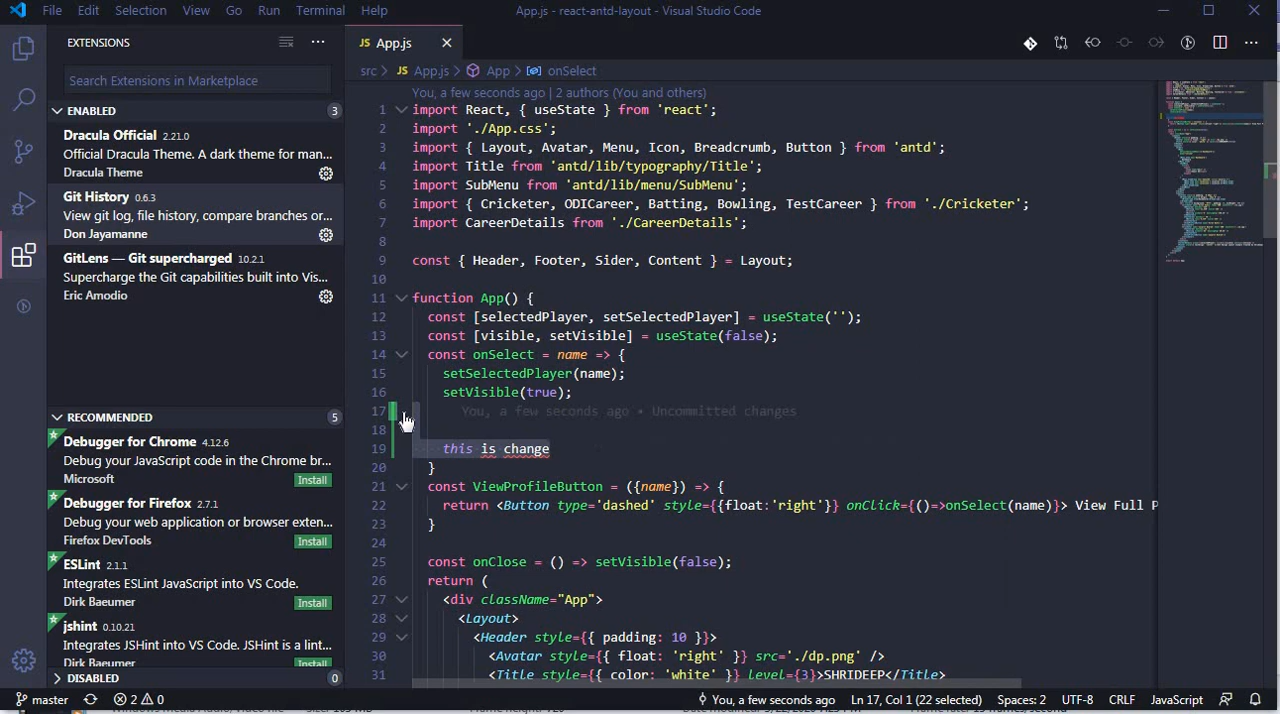 File Edit Selection View Go Run Terminal Help App.js - react-antd-layout - Visual Studio Code
EXTENSIONS
Search Extensions in Marketplace
ENABLED 3
Dracula Official 2.21.0
Official Dracula Theme. A dark theme for man...
Dracula Theme
Git History 0.6.3
View git log, file history, compare branches or...
Don Jayamanne
GitLens — Git supercharged 10.2.1
Supercharge the Git capabilities built into Vis...
Eric Amodio
RECOMMENDED 5
Debugger for Chrome 4.12.6
Debug your JavaScript code in the Chrome br...
Microsoft Install
Debugger for Firefox 2.7.1
Debug your web application or browser exten...
Firefox DevTools Install
ESLint 2.1.1
Integrates ESLint JavaScript into VS Code.
Dirk Baeumer Install
jshint 0.10.21
Integrates JSHint into VS Code. JSHint is a lint...
Dirk Baeumer Install
DISABLED 0
JS App.js
src > JS App.js > App > onSelect
You, a few seconds ago | 2 authors (You and others)
1 import React, { useState } from 'react';
2 import './App.css';
3 import { Layout, Avatar, Menu, Icon, Breadcrumb, Button } from 'antd';
4 import Title from 'antd/lib/typography/Title';
5 import SubMenu from 'antd/lib/menu/SubMenu';
6 import { Cricketer, ODICareer, Batting, Bowling, TestCareer } from './Cricketer';
7 import CareerDetails from './CareerDetails';
8
9 const { Header, Footer, Sider, Content } = Layout;
10
11 function App() {
12 const [selectedPlayer, setSelectedPlayer] = useState('');
13 const [visible, setVisible] = useState(false);
14 const onSelect = name => {
15 setSelectedPlayer(name);
16 setVisible(true);
17 You, a few seconds ago • Uncommitted changes
18
19 this is change
20 }
21 const ViewProfileButton = ({name}) => {
22 return <Button type='dashed' style={{float:'right'}} onClick={()=>onSelect(name)}> View Full P
23 }
24
25 const onClose = () => setVisible(false);
26 return (
27 <div className="App">
28 <Layout>
29 <Header style={{ padding: 10 }}>
30 <Avatar style={{ float: 'right' }} src='./dp.png' />
31 <Title style={{ color: 'white' }} level={3}>SHRIDEEP</Title>
master 2 0 You, a few seconds ago Ln 17, Col 1 (22 selected) Spaces: 2 UTF-8 CRLF JavaScript